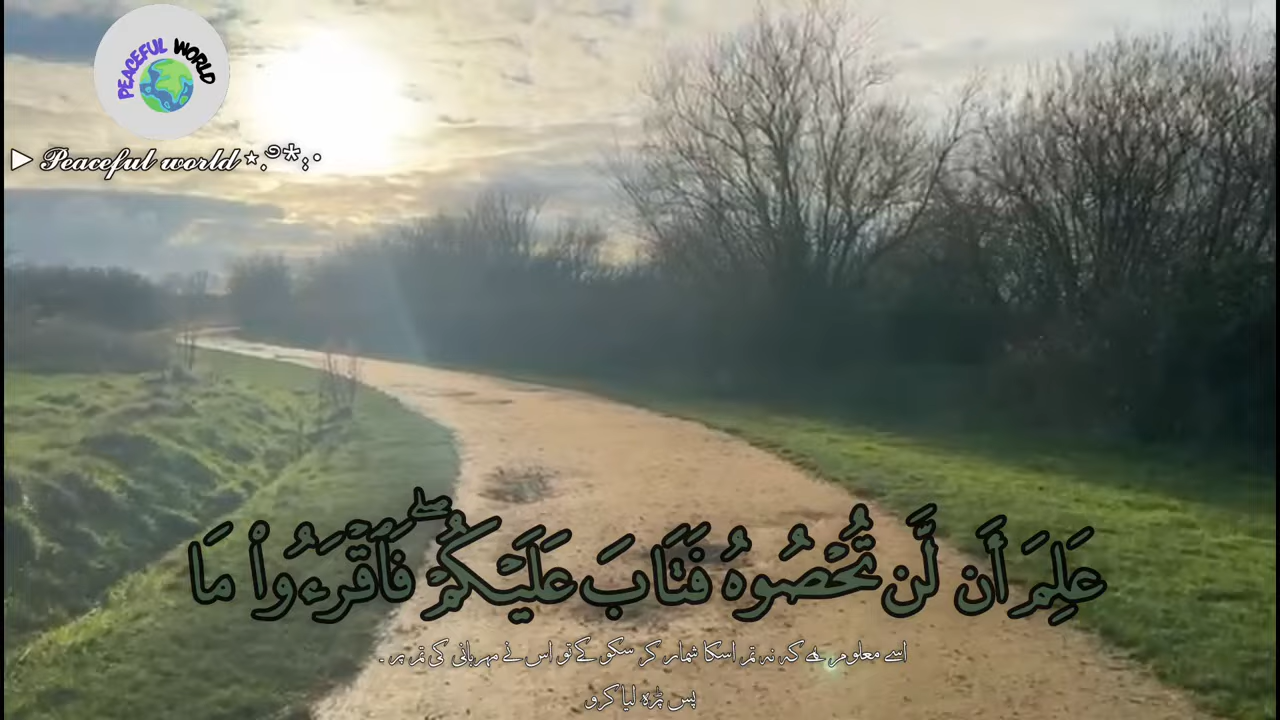 PEACEFUL WORLD
▶ Peaceful world ⋆.࿐*:･
عَلِمَ أَن لَّن تُحۡصُوهُ فَتَابَ عَلَيۡكُمۡۖ فَٱقۡرَءُواْ مَا
اسے معلوم ہے کہ نہ تم اسکا شمار کر سکو گے تو اس نے مہربانی کی تم پر .
پس پڑھ لیا کرو